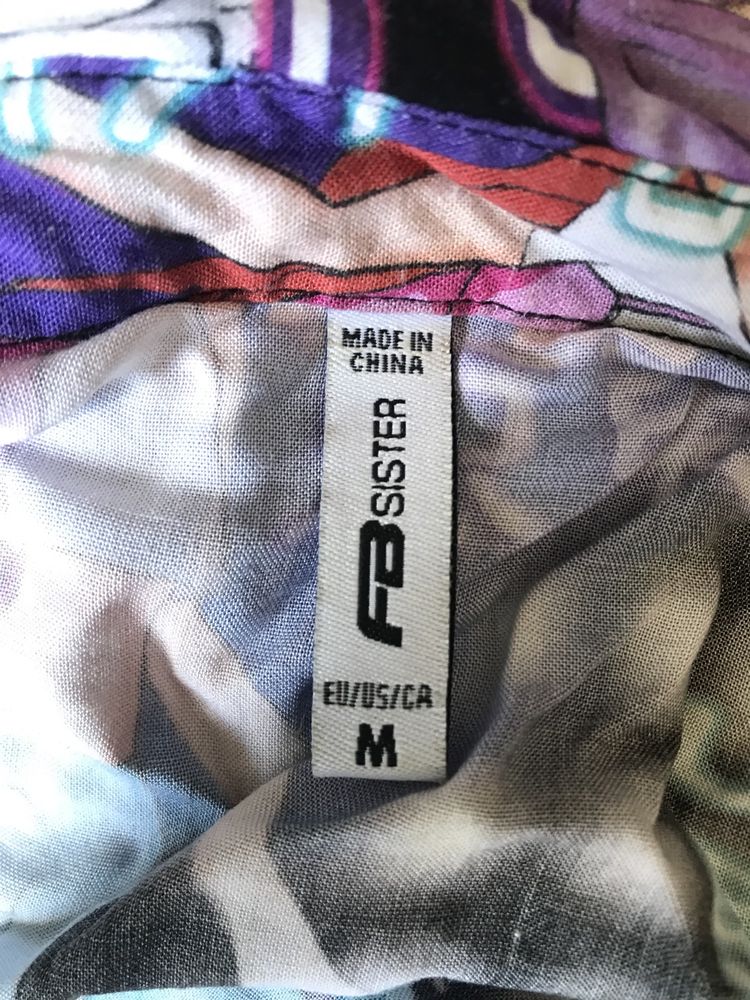 MADE IN
CHINA
FB SISTER
EU/US/CA
M